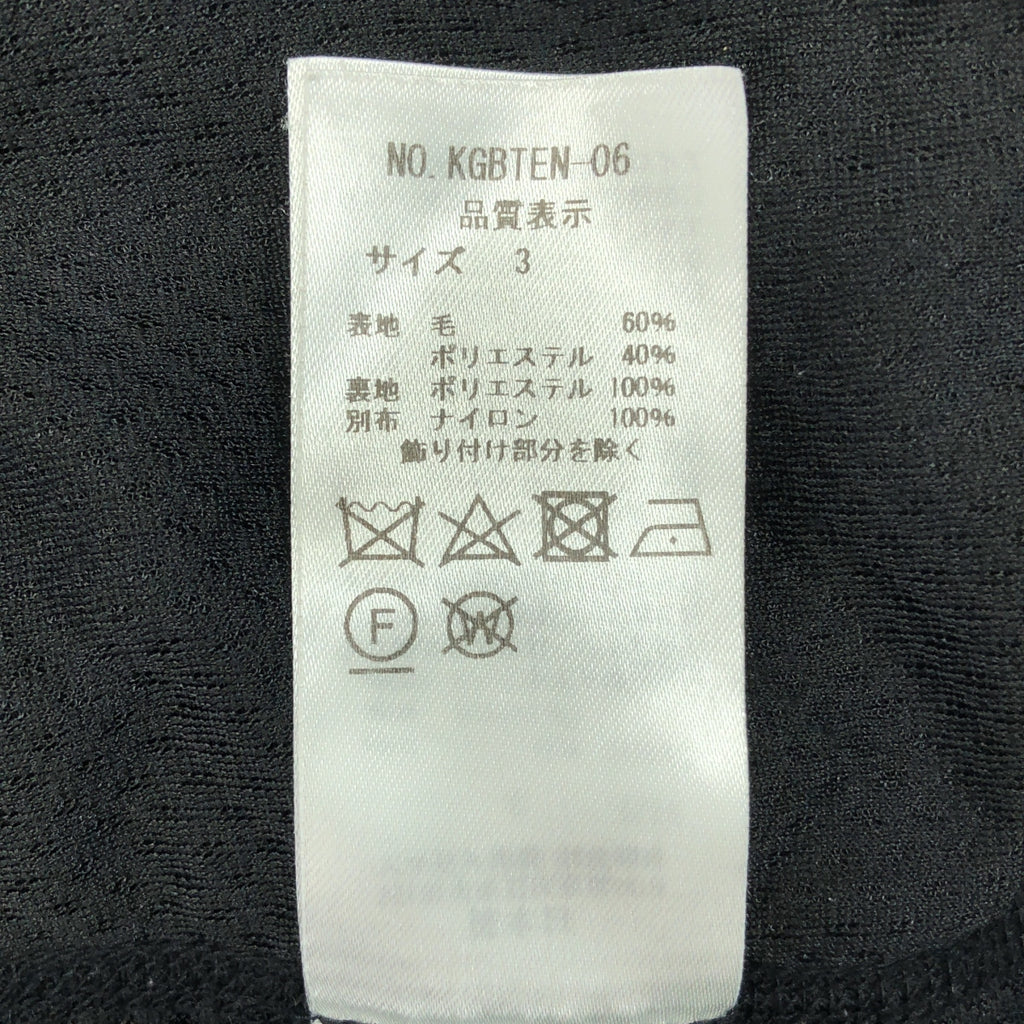 NO. KGBTEN-06
品質表示
サイズ 3
表地 毛 60%
ポリエステル 40%
裏地 ポリエステル 100%
別布 ナイロン 100%
飾り付け部分を除く
F W